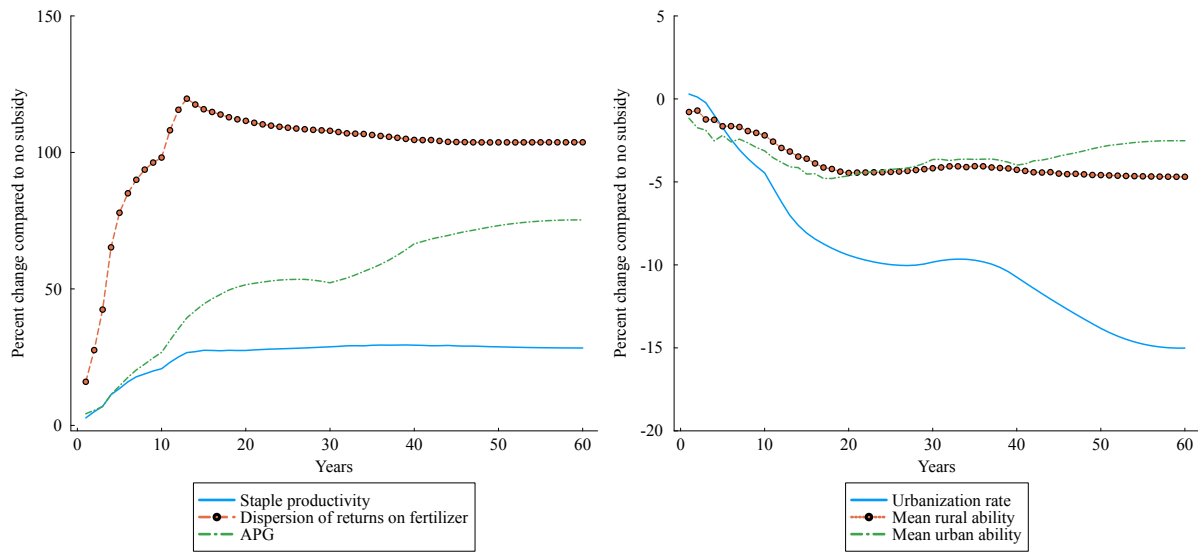 Percent change compared to no subsidy
150
100
50
0
0
10
20
30
40
50
60
Years
Staple productivity
Dispersion of returns on fertilizer
APG
Percent change compared to no subsidy
5
0
-5
-10
-15
-20
0
10
20
30
40
50
60
Years
Urbanization rate
Mean rural ability
Mean urban ability